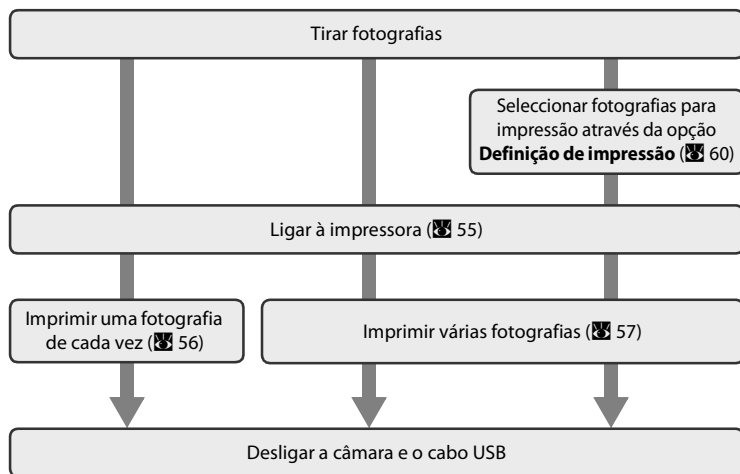 Tirar fotografias
Seleccionar fotografias para
impressão através da opção
Definição de impressão ( 60)
Ligar à impressora ( 55)
Imprimir uma fotografia
de cada vez ( 56)
Imprimir várias fotografias ( 57)
Desligar a câmara e o cabo USB